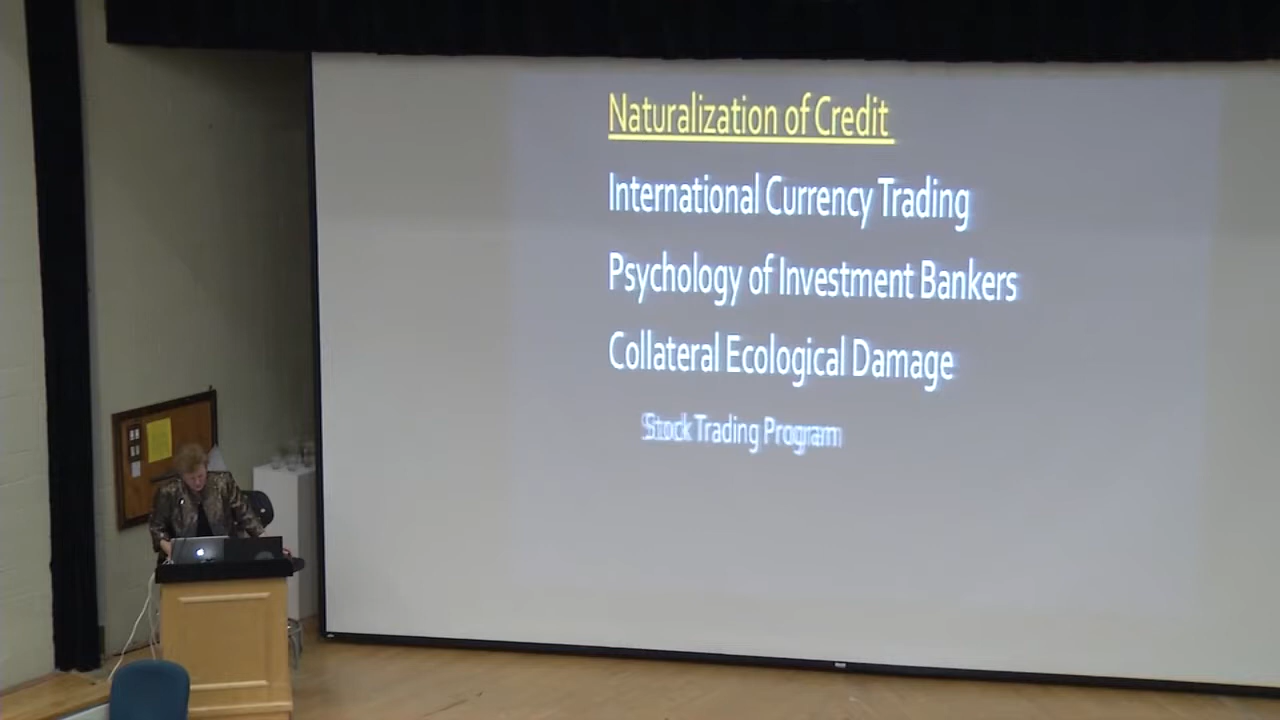 Naturalization of Credit
International Currency Trading
Psychology of Investment Bankers
Collateral Ecological Damage
Stock Trading Program